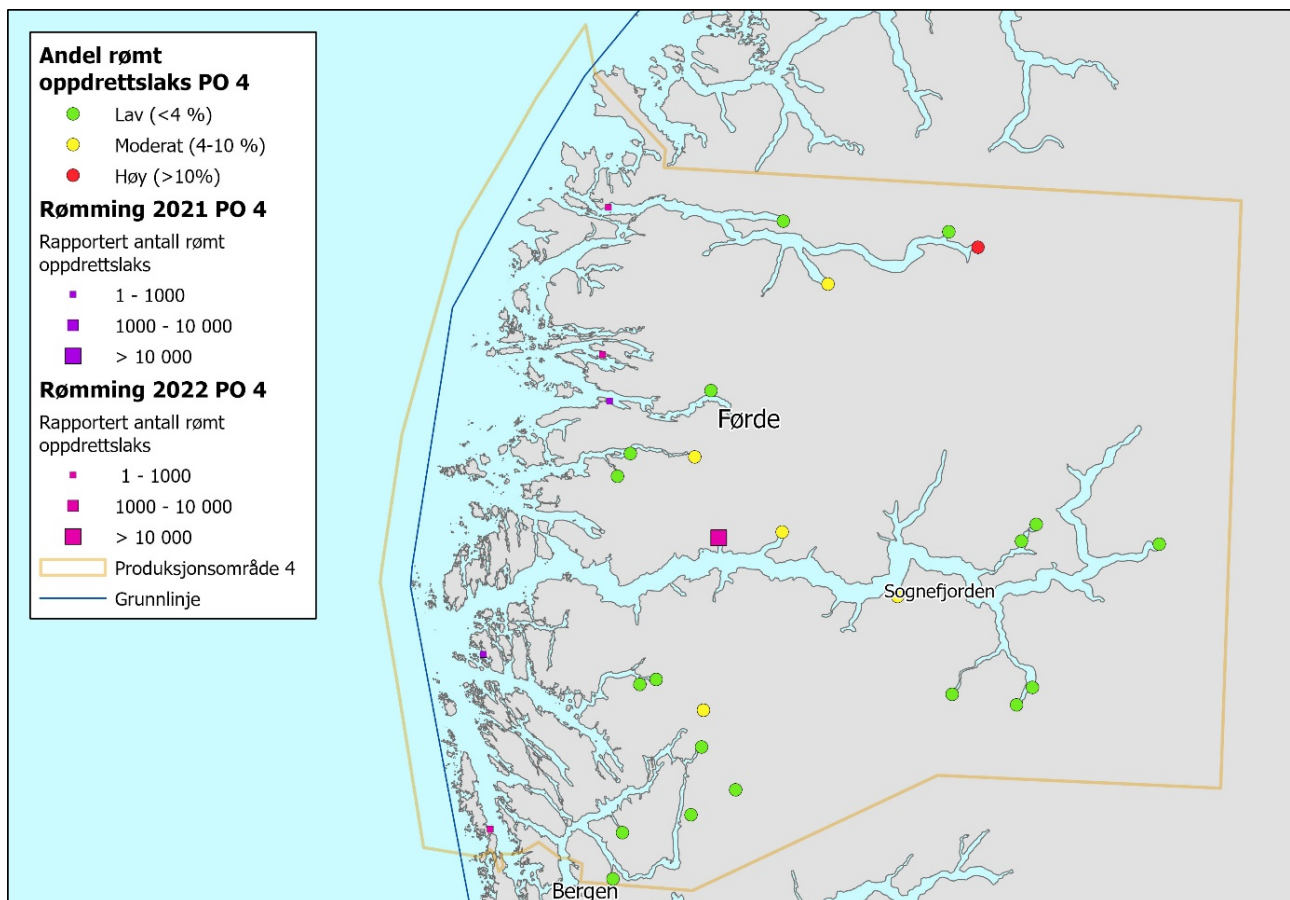 Andel rømt
oppdrettslaks PO 4
Lav (<4 %)
Moderat (4-10 %)
Høy (>10%)
Rømming 2021 PO 4
Rapportert antall rømt
oppdrettslaks
1 - 1000
1000 - 10 000
> 10 000
Rømming 2022 PO 4
Rapportert antall rømt
oppdrettslaks
1 - 1000
1000 - 10 000
> 10 000
Produksjonsområde 4
Grunnlinje
Førde
Sognefjorden
Bergen